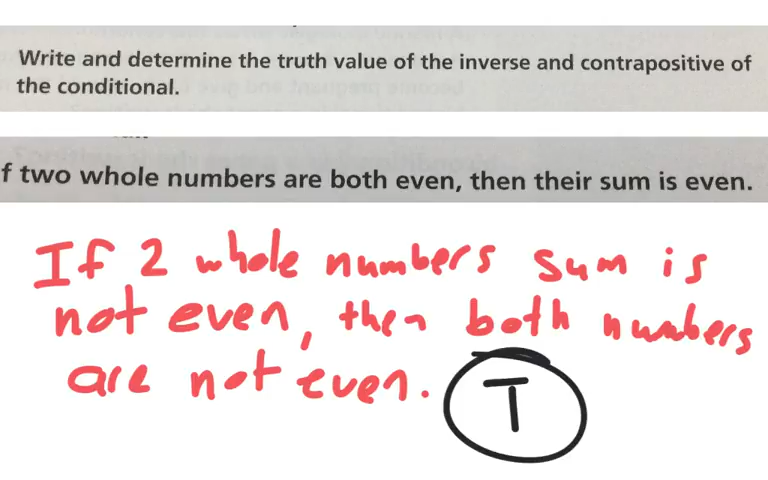 Write and determine the truth value of the inverse and contrapositive of
the conditional.
f two whole numbers are both even, then their sum is even.
If 2 whole numbers sum is
not even, then both numbers
are not even. T